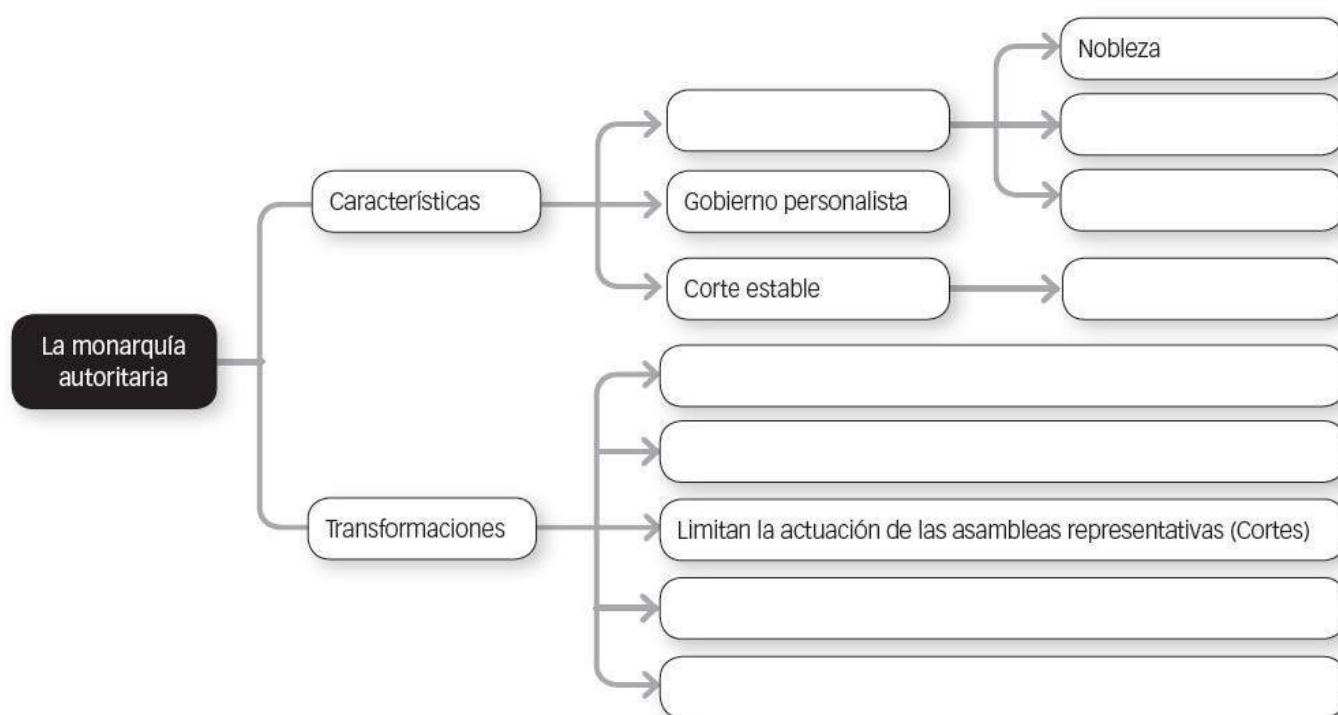 Nobleza
Características
Gobierno personalista
Corte estable
La monarquía
autoritaria
Transformaciones
Limitan la actuación de las asambleas representativas (Cortes)